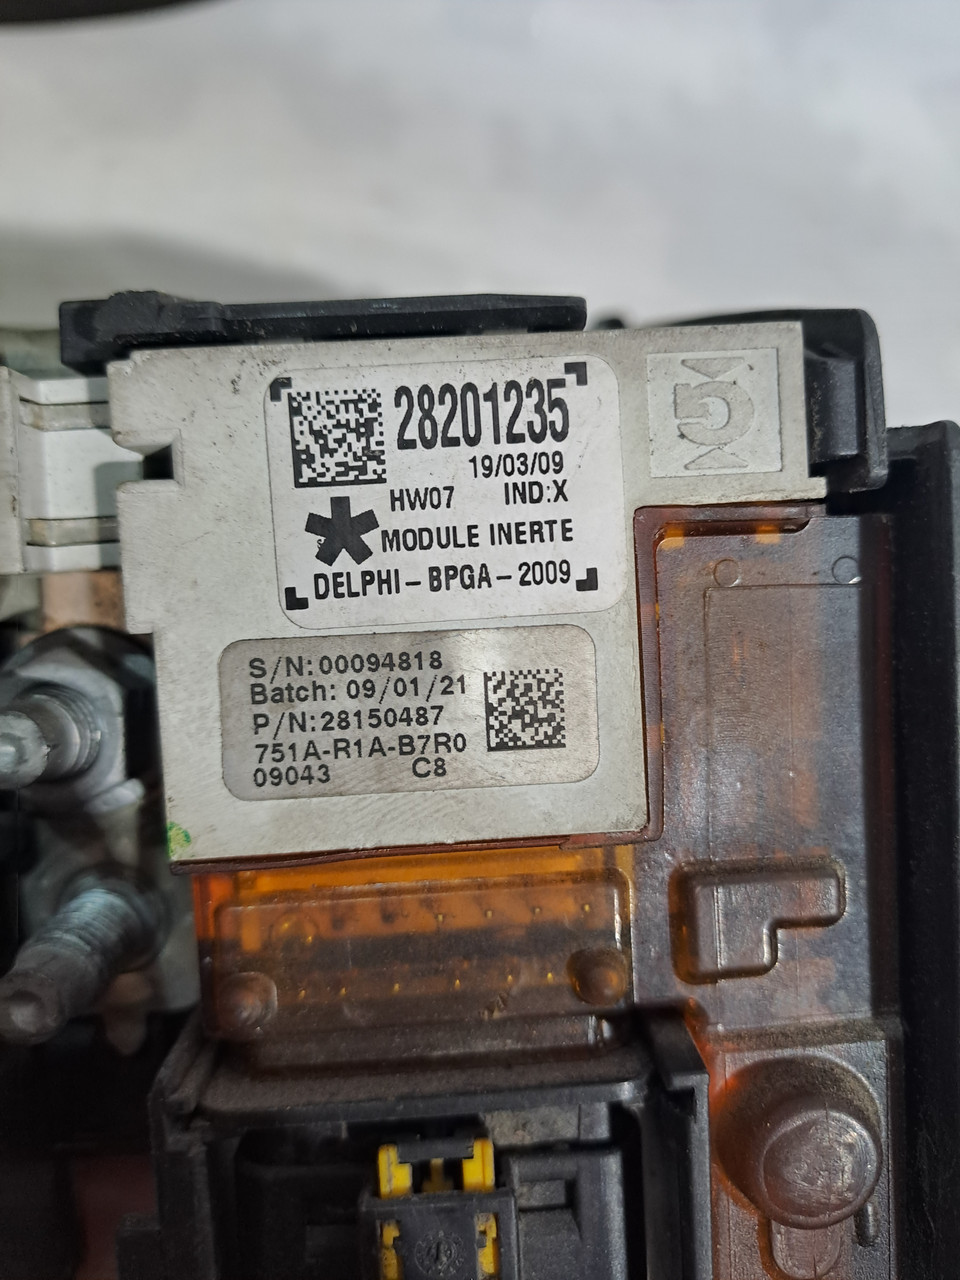 28201235
19/03/09
HW07 IND:X
MODULE INERTE
DELPHI-BPGA-2009
5
S/N:00094818
Batch: 09/01/21
P/N:28150487
751A-R1A-B7R0
09043 C8